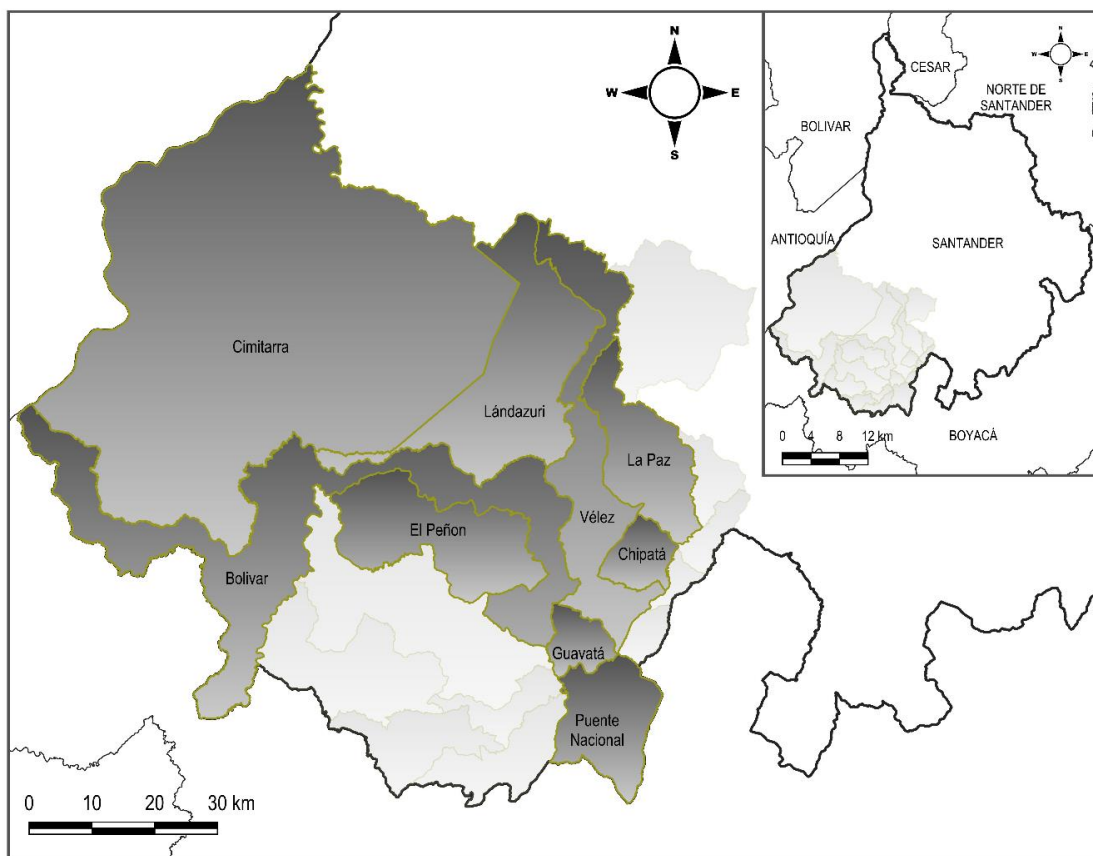 N
W E
S
Cimitarra
Lándazuri
La Paz
Vélez
El Peñon
Chipatá
Bolivar
Guavatá
Puente
Nacional
0 10 20 30 km
N
W E
S
CESAR
NORTE DE
SANTANDER
BOLIVAR
ANTIOQUÍA
SANTANDER
0 4 8 12 km
BOYACÁ